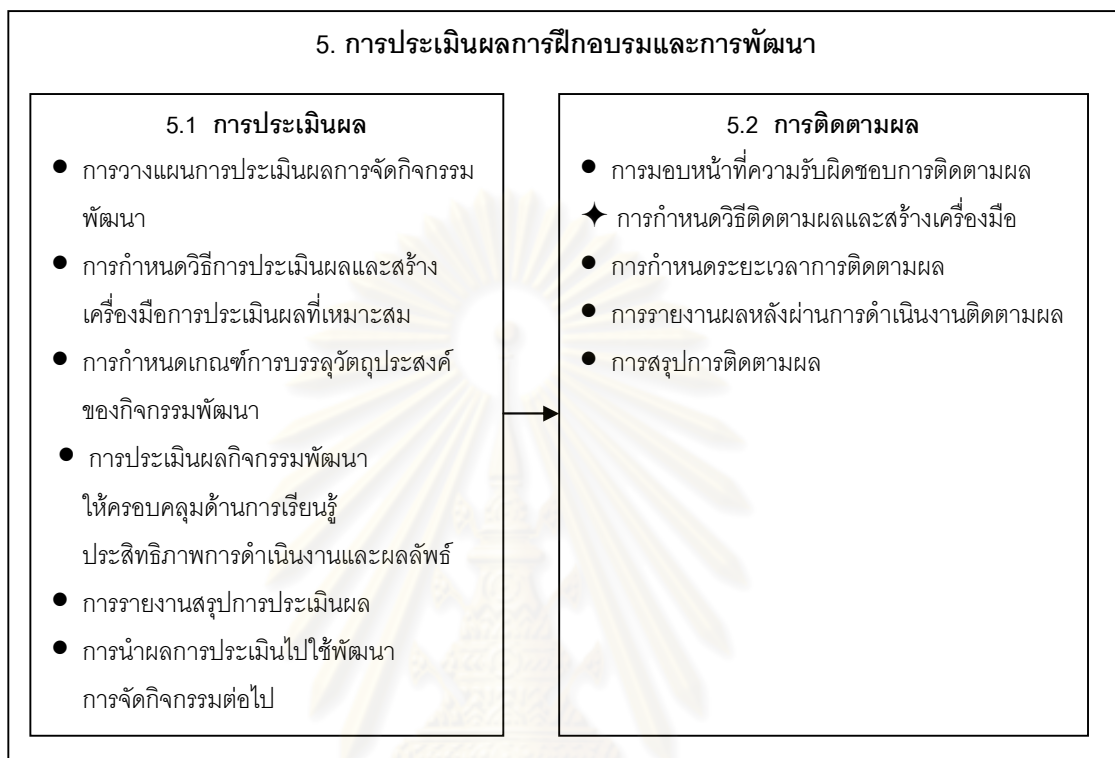 5. การประเมินผลการฝึกอบรมและการพัฒนา
5.1 การประเมินผล
● การวางแผนการประเมินผลการจัดกิจกรรม
พัฒนา
● การกำหนดวิธีการประเมินผลและสร้าง
เครื่องมือการประเมินผลที่เหมาะสม
● การกำหนดเกณฑ์การบรรลุวัตถุประสงค์
ของกิจกรรมพัฒนา
● การประเมินผลกิจกรรมพัฒนา
ให้ครอบคลุมด้านการเรียนรู้
ประสิทธิภาพการดำเนินงานและผลลัพธ์
● การรายงานสรุปการประเมินผล
● การนำผลการประเมินไปใช้พัฒนา
การจัดกิจกรรมต่อไป
5.2 การติดตามผล
● การมอบหน้าที่ความรับผิดชอบการติดตามผล
✦ การกำหนดวิธีติดตามผลและสร้างเครื่องมือ
● การกำหนดระยะเวลาการติดตามผล
● การรายงานผลหลังผ่านการดำเนินงานติดตามผล
● การสรุปการติดตามผล